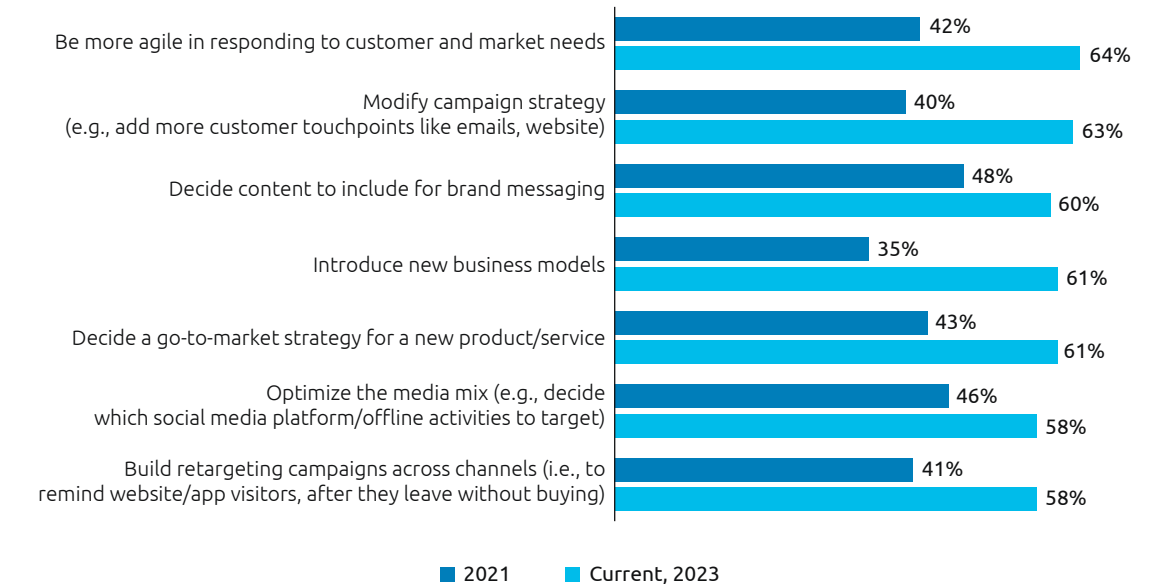 Be more agile in responding to customer and market needs
42%
64%
Modify campaign strategy
(e.g., add more customer touchpoints like emails, website)
40%
63%
Decide content to include for brand messaging
48%
60%
Introduce new business models
35%
61%
Decide a go-to-market strategy for a new product/service
43%
61%
Optimize the media mix (e.g., decide
which social media platform/offline activities to target)
46%
58%
Build retargeting campaigns across channels (i.e., to
remind website/app visitors, after they leave without buying)
41%
58%
2021 Current, 2023